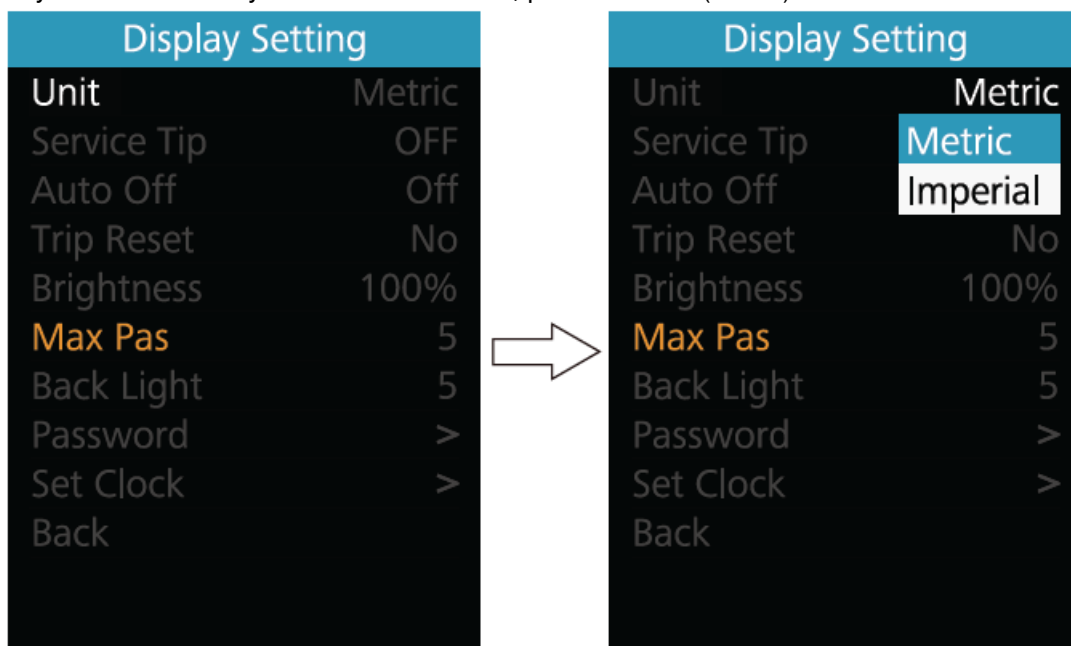 Display Setting
Unit Metric
Service Tip OFF
Auto Off Off
Trip Reset No
Brightness 100%
Max Pas 5
Back Light 5
Password >
Set Clock >
Back
Display Setting
Unit Metric
Service Tip Metric
Auto Off Imperial
Trip Reset No
Brightness 100%
Max Pas 5
Back Light 5
Password >
Set Clock >
Back